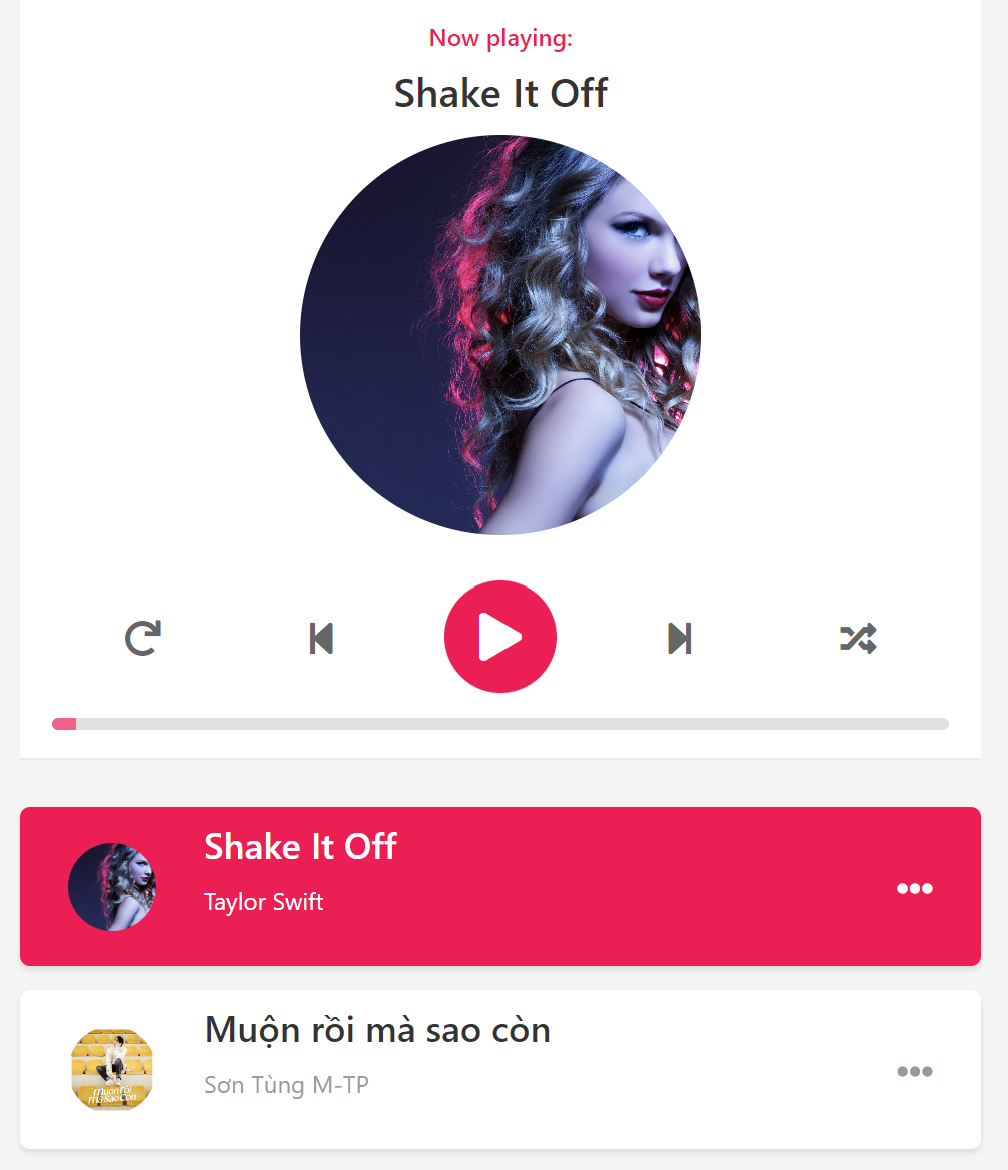 Now playing:
Shake It Off
Shake It Off
Taylor Swift
Muộn rồi mà sao còn
Sơn Tùng M-TP
Muộn Rồi
Mà Sao Còn